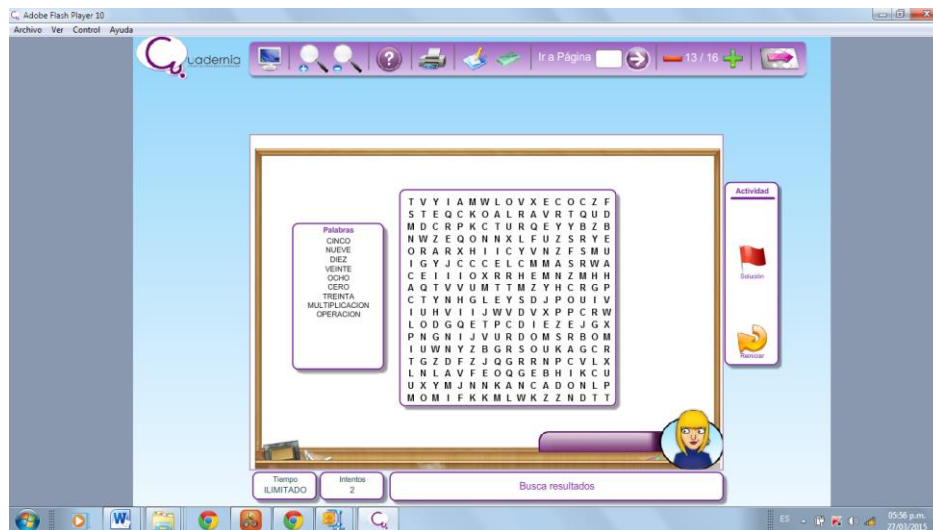 Adobe Flash Player 10
Archivo Ver Control Ayuda
Cuadernia
Ir a Página
13 / 16
Actividad
Solución
Reiniciar
Palabras
CINCO
NUEVE
DIEZ
VEINTE
OCHO
CERO
TREINTA
MULTIPLICACION
OPERACION
T V Y I A M W L O V X E C O C Z F
S T E Q C K O A L R A V R T Q U D
M D C R P K C T U R Q E Y Y B Z B
N W Z E Q O N N X L F U Z S R Y E
O R A R X H I I C Y V N Z F S M U
I G Y J C C C E L C M M A S R W A
C E I I I O X R R H E M N Z M H H
A Q T V V U M T T M Z Y H C R G P
C T Y N H G L E Y S D J P O U I V
I U H V I I J W V D V X P P C R W
L O D G Q E T P C D I E Z E J G X
P N G N I J V U R D O M S R B O M
I U W N Y Z B G R S O U K A G C R
T G Z D F Z J Q G R R N P C V L X
L N L A V F E O Q G E B H I K C U
U X Y M J N N K A N C A D O N L P
M O M I F K K M L W K Z Z N D T T
Tiempo
ILIMITADO
Intentos
2
Busca resultados
ES
05:56 p.m.
27/03/2015